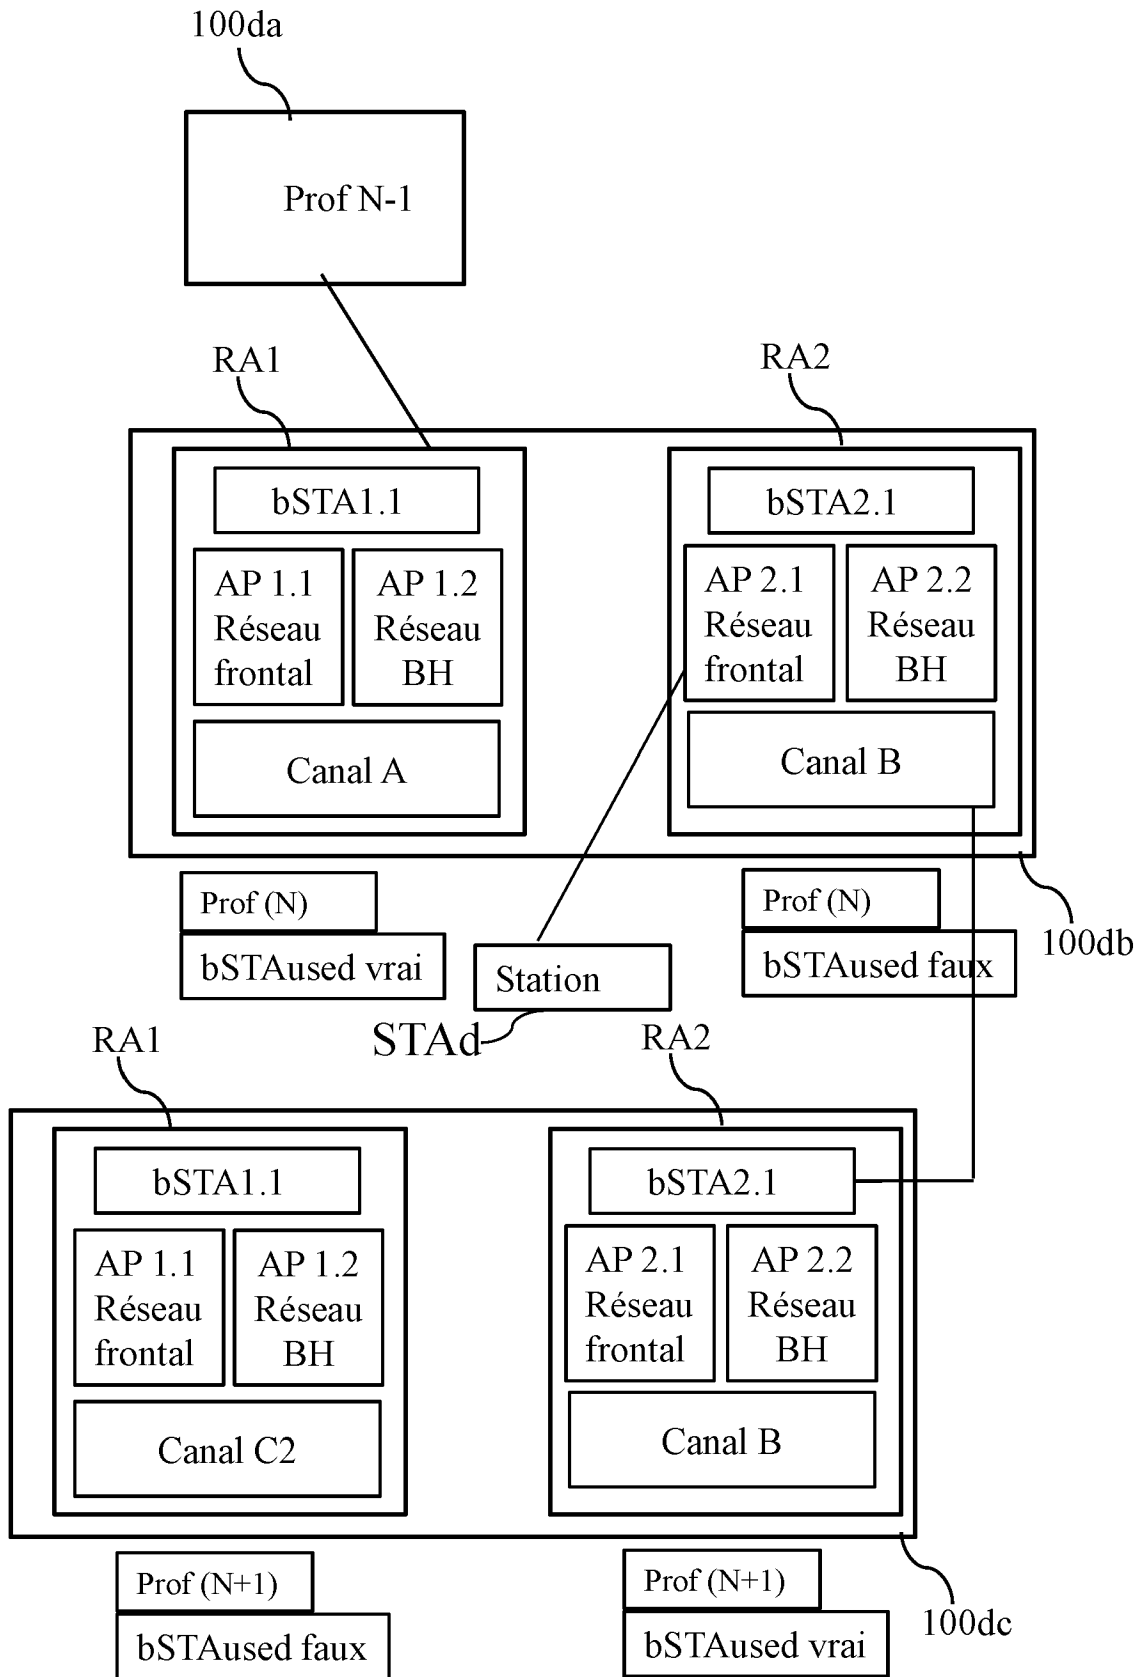 100da
Prof N-1
RA1
RA2
bSTA1.1
bSTA2.1
AP 1.1
Réseau
frontal
AP 1.2
Réseau
BH
AP 2.1
Réseau
frontal
AP 2.2
Réseau
BH
Canal A
Canal B
Prof (N)
bSTAused vrai
Prof (N)
bSTAused faux
100db
Station
STAd
RA1
RA2
bSTA1.1
bSTA2.1
AP 1.1
Réseau
frontal
AP 1.2
Réseau
BH
AP 2.1
Réseau
frontal
AP 2.2
Réseau
BH
Canal C2
Canal B
Prof (N+1)
bSTAused faux
Prof (N+1)
bSTAused vrai
100dc